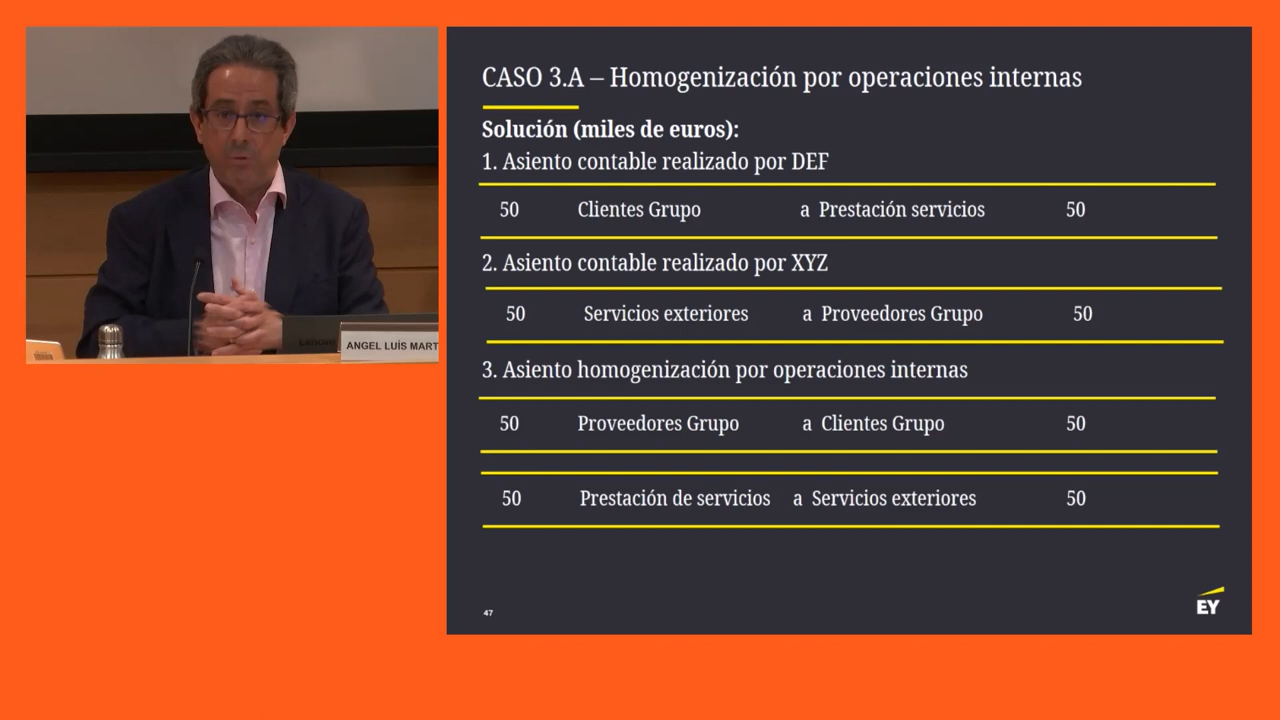 ANGEL LUÍS MART
CASO 3.A – Homogenización por operaciones internas
Solución (miles de euros):
1. Asiento contable realizado por DEF
50 Clientes Grupo a Prestación servicios 50
2. Asiento contable realizado por XYZ
50 Servicios exteriores a Proveedores Grupo 50
3. Asiento homogenización por operaciones internas
50 Proveedores Grupo a Clientes Grupo 50
50 Prestación de servicios a Servicios exteriores 50
47
EY